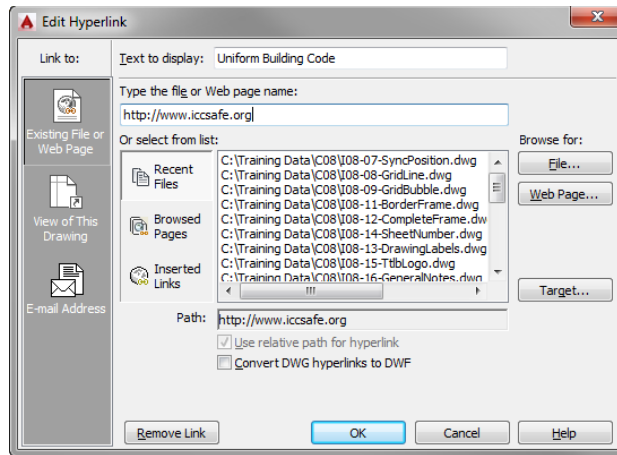 Edit Hyperlink
Link to:
Text to display: Uniform Building Code
Type the file or Web page name:
http://www.iccsafe.org
Existing File or
Web Page
Or select from list:
Browse for:
Recent
Files
Browsed
Pages
Inserted
Links
C:\Training Data\C08\I08-07-SyncPosition.dwg
C:\Training Data\C08\I08-08-GridLine.dwg
C:\Training Data\C08\I08-09-GridBubble.dwg
C:\Training Data\C08\I08-11-BorderFrame.dwg
C:\Training Data\C08\I08-12-CompleteFrame.dw
C:\Training Data\C08\I08-14-SheetNumber.dwg
C:\Training Data\C08\I08-13-DrawingLabels.dwg
C:\Training Data\C08\I08-15-TtlbLogo.dwg
C:\Training Data\C08\I08-16-GeneralNotes.dwg
File...
Web Page...
Target...
View of This
Drawing
E-mail Address
Path: http://www.iccsafe.org
Use relative path for hyperlink
Convert DWG hyperlinks to DWF
Remove Link
OK
Cancel
Help